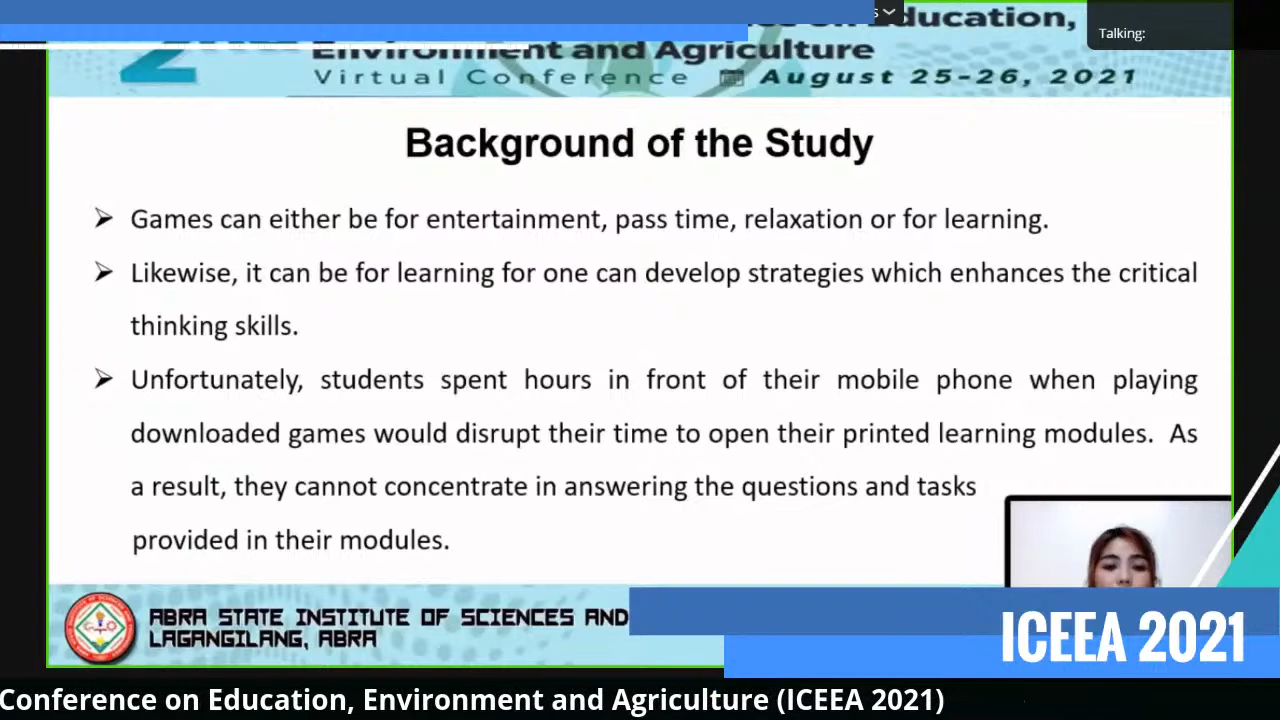 Education,
Talking:
Environment and Agriculture
Virtual Conference August 25-26, 2021
Background of the Study
Games can either be for entertainment, pass time, relaxation or for learning.
Likewise, it can be for learning for one can develop strategies which enhances the critical
thinking skills.
Unfortunately, students spent hours in front of their mobile phone when playing
downloaded games would disrupt their time to open their printed learning modules. As
a result, they cannot concentrate in answering the questions and tasks
provided in their modules.
ABRA STATE INSTITUTE OF SCIENCES AND
LAGANGILANG, ABRA
ICEEA 2021
Conference on Education, Environment and Agriculture (ICEEA 2021)